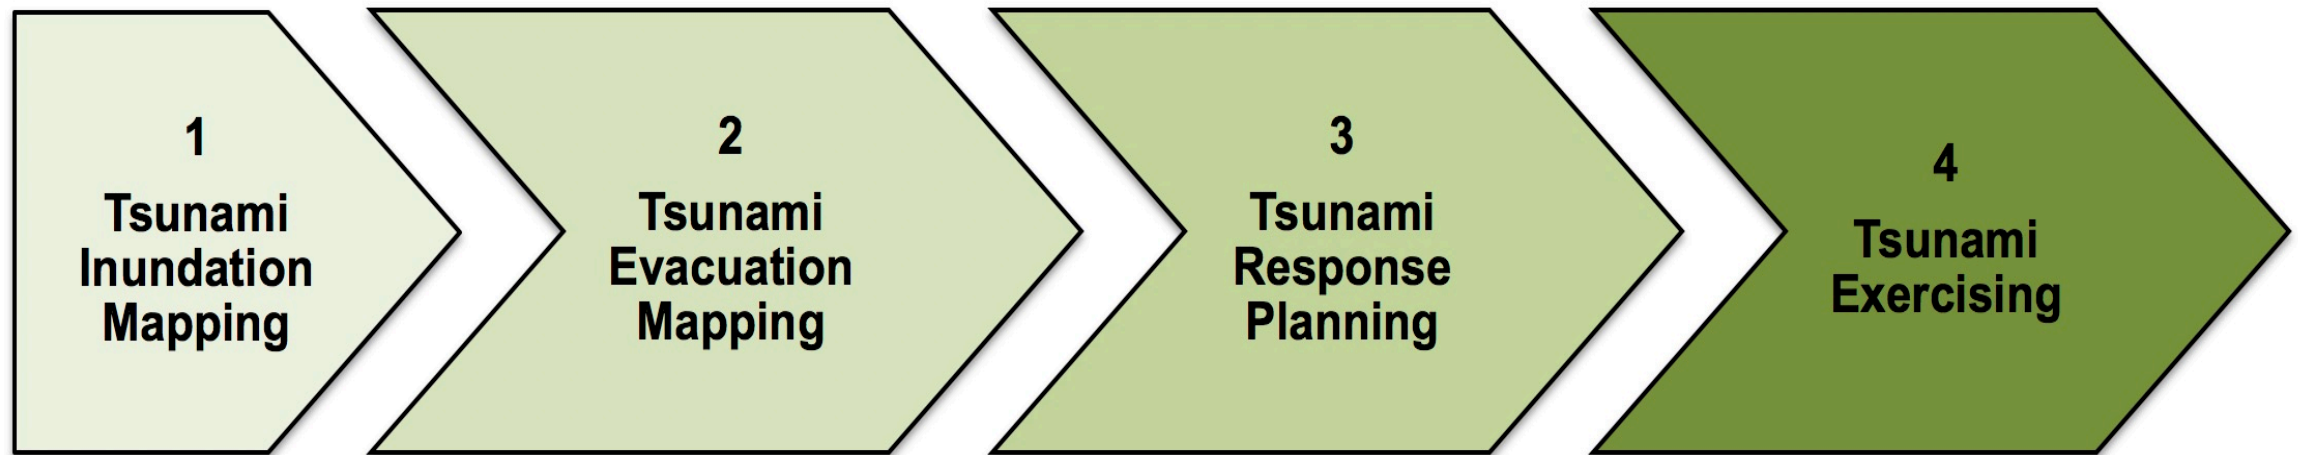 1
Tsunami
Inundation
Mapping
2
Tsunami
Evacuation
Mapping
3
Tsunami
Response
Planning
4
Tsunami
Exercising